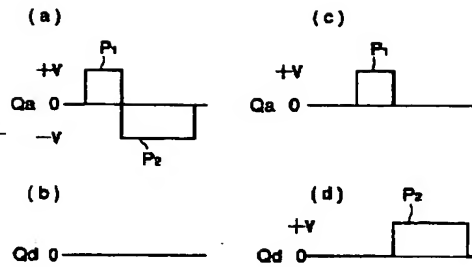 (a)
P₁
+V
Qa 0
-V
P₂
(b)
Qd 0
(c)
P₁
+V
Qa 0
(d)
P₂
+V
Qd 0